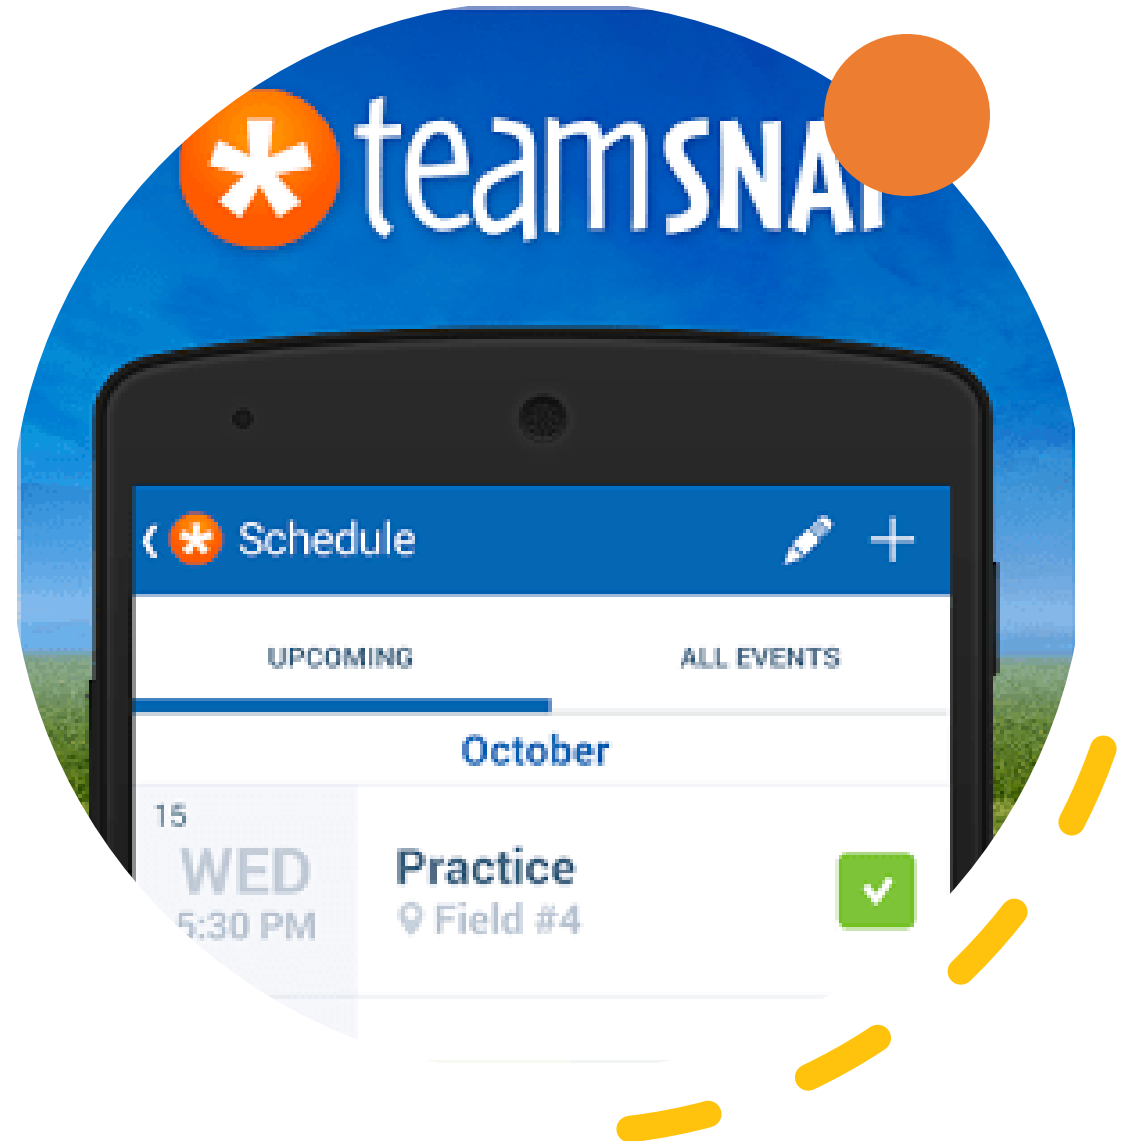 teamSNAP
Schedule
UPCOMING
ALL EVENTS
October
15
WED
5:30 PM
Practice
Field #4